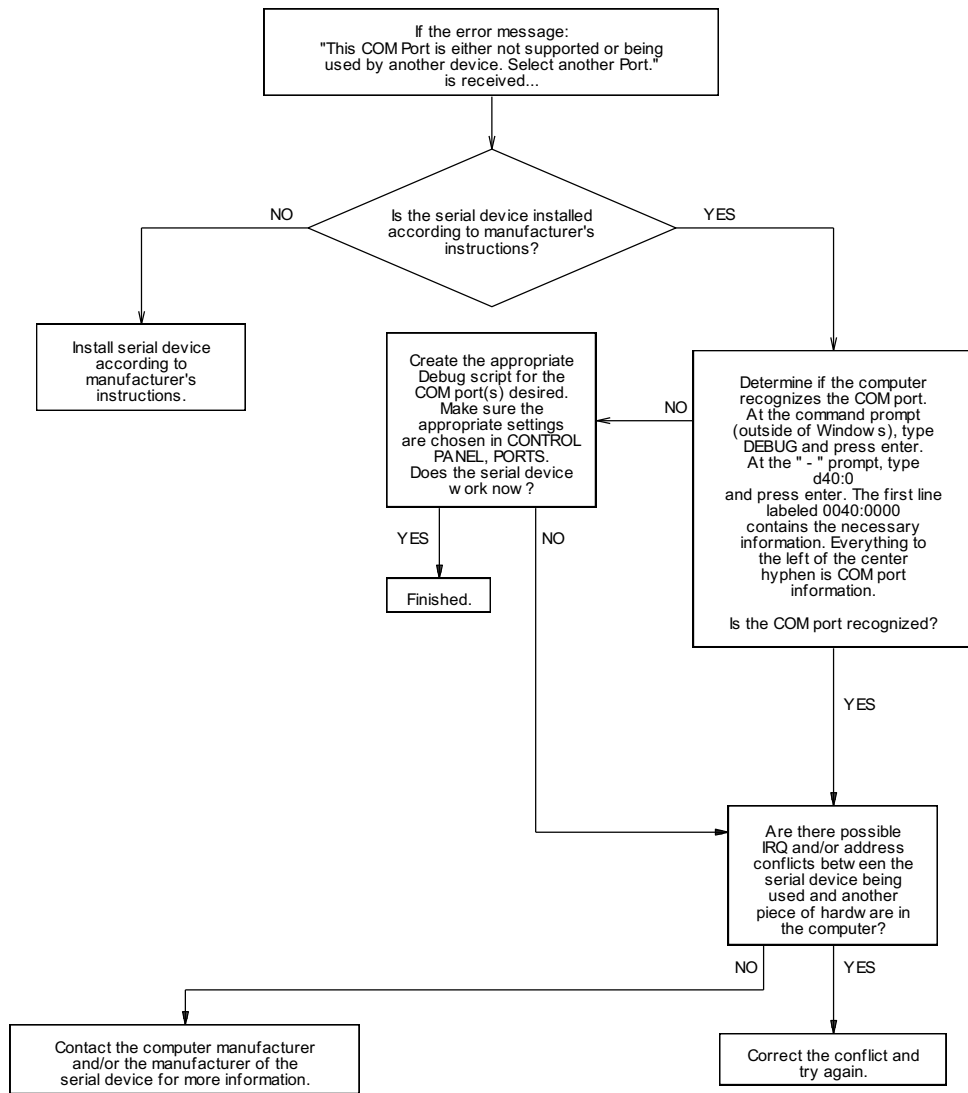 If the error message:
"This COM Port is either not supported or being
used by another device. Select another Port."
is received...
NO
Is the serial device installed
according to manufacturer's
instructions?
YES
Install serial device
according to
manufacturer's
instructions.
Create the appropriate
Debug script for the
COM port(s) desired.
Make sure the
appropriate settings
are chosen in CONTROL
PANEL, PORTS.
Does the serial device
work now?
NO
Determine if the computer
recognizes the COM port.
At the command prompt
(outside of Windows), type
DEBUG and press enter.
At the " - " prompt, type
d40:0
and press enter. The first line
labeled 0040:0000
contains the necessary
information. Everything to
the left of the center
hyphen is COM port
information.
Is the COM port recognized?
YES
NO
Finished.
YES
Are there possible
IRQ and/or address
conflicts between the
serial device being
used and another
piece of hardware in
the computer?
NO
YES
Contact the computer manufacturer
and/or the manufacturer of the
serial device for more information.
Correct the conflict and
try again.